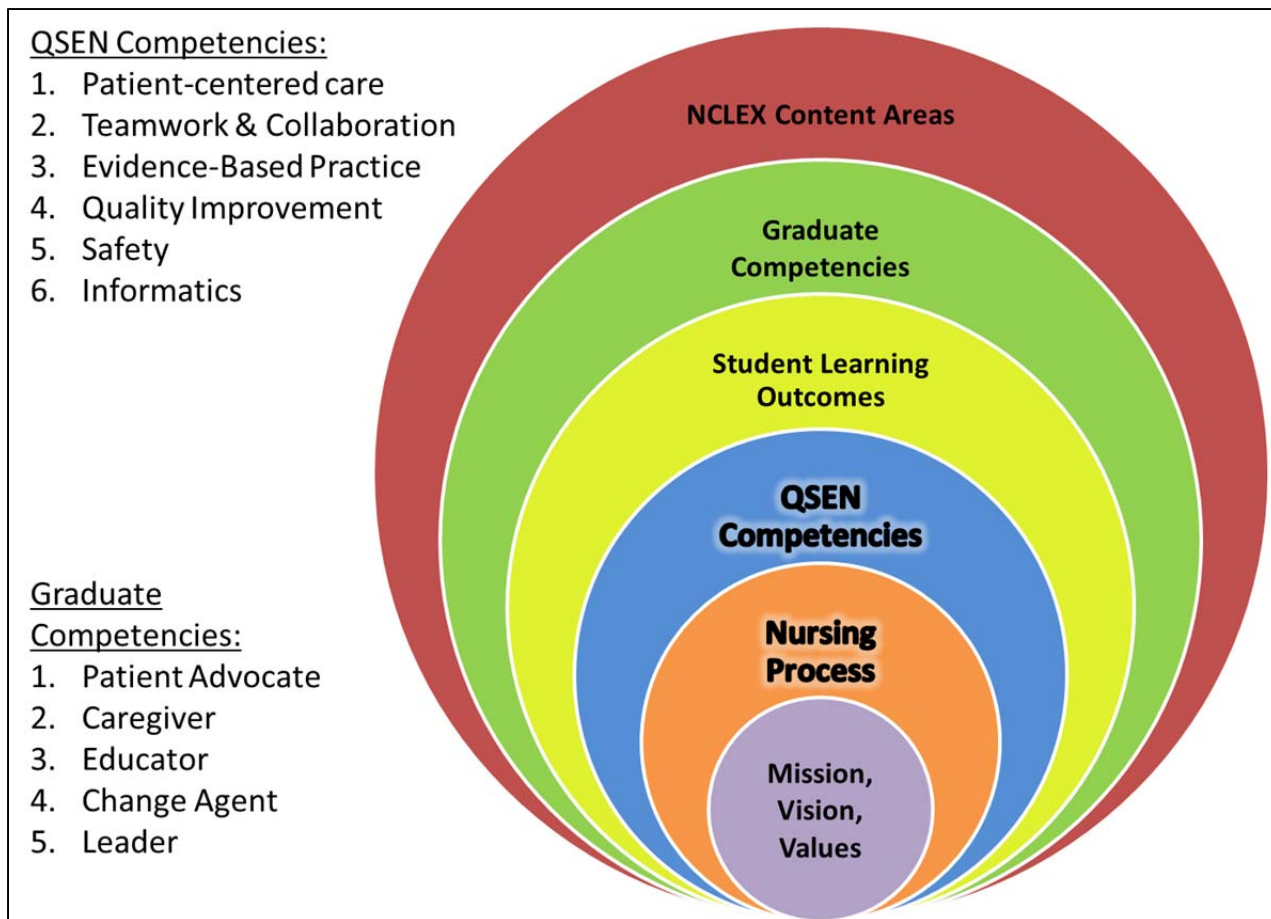 QSEN Competencies:
1. Patient-centered care
2. Teamwork & Collaboration
3. Evidence-Based Practice
4. Quality Improvement
5. Safety
6. Informatics
Graduate
Competencies:
1. Patient Advocate
2. Caregiver
3. Educator
4. Change Agent
5. Leader
NCLEX Content Areas
Graduate
Competencies
Student Learning
Outcomes
QSEN
Competencies
Nursing
Process
Mission,
Vision,
Values